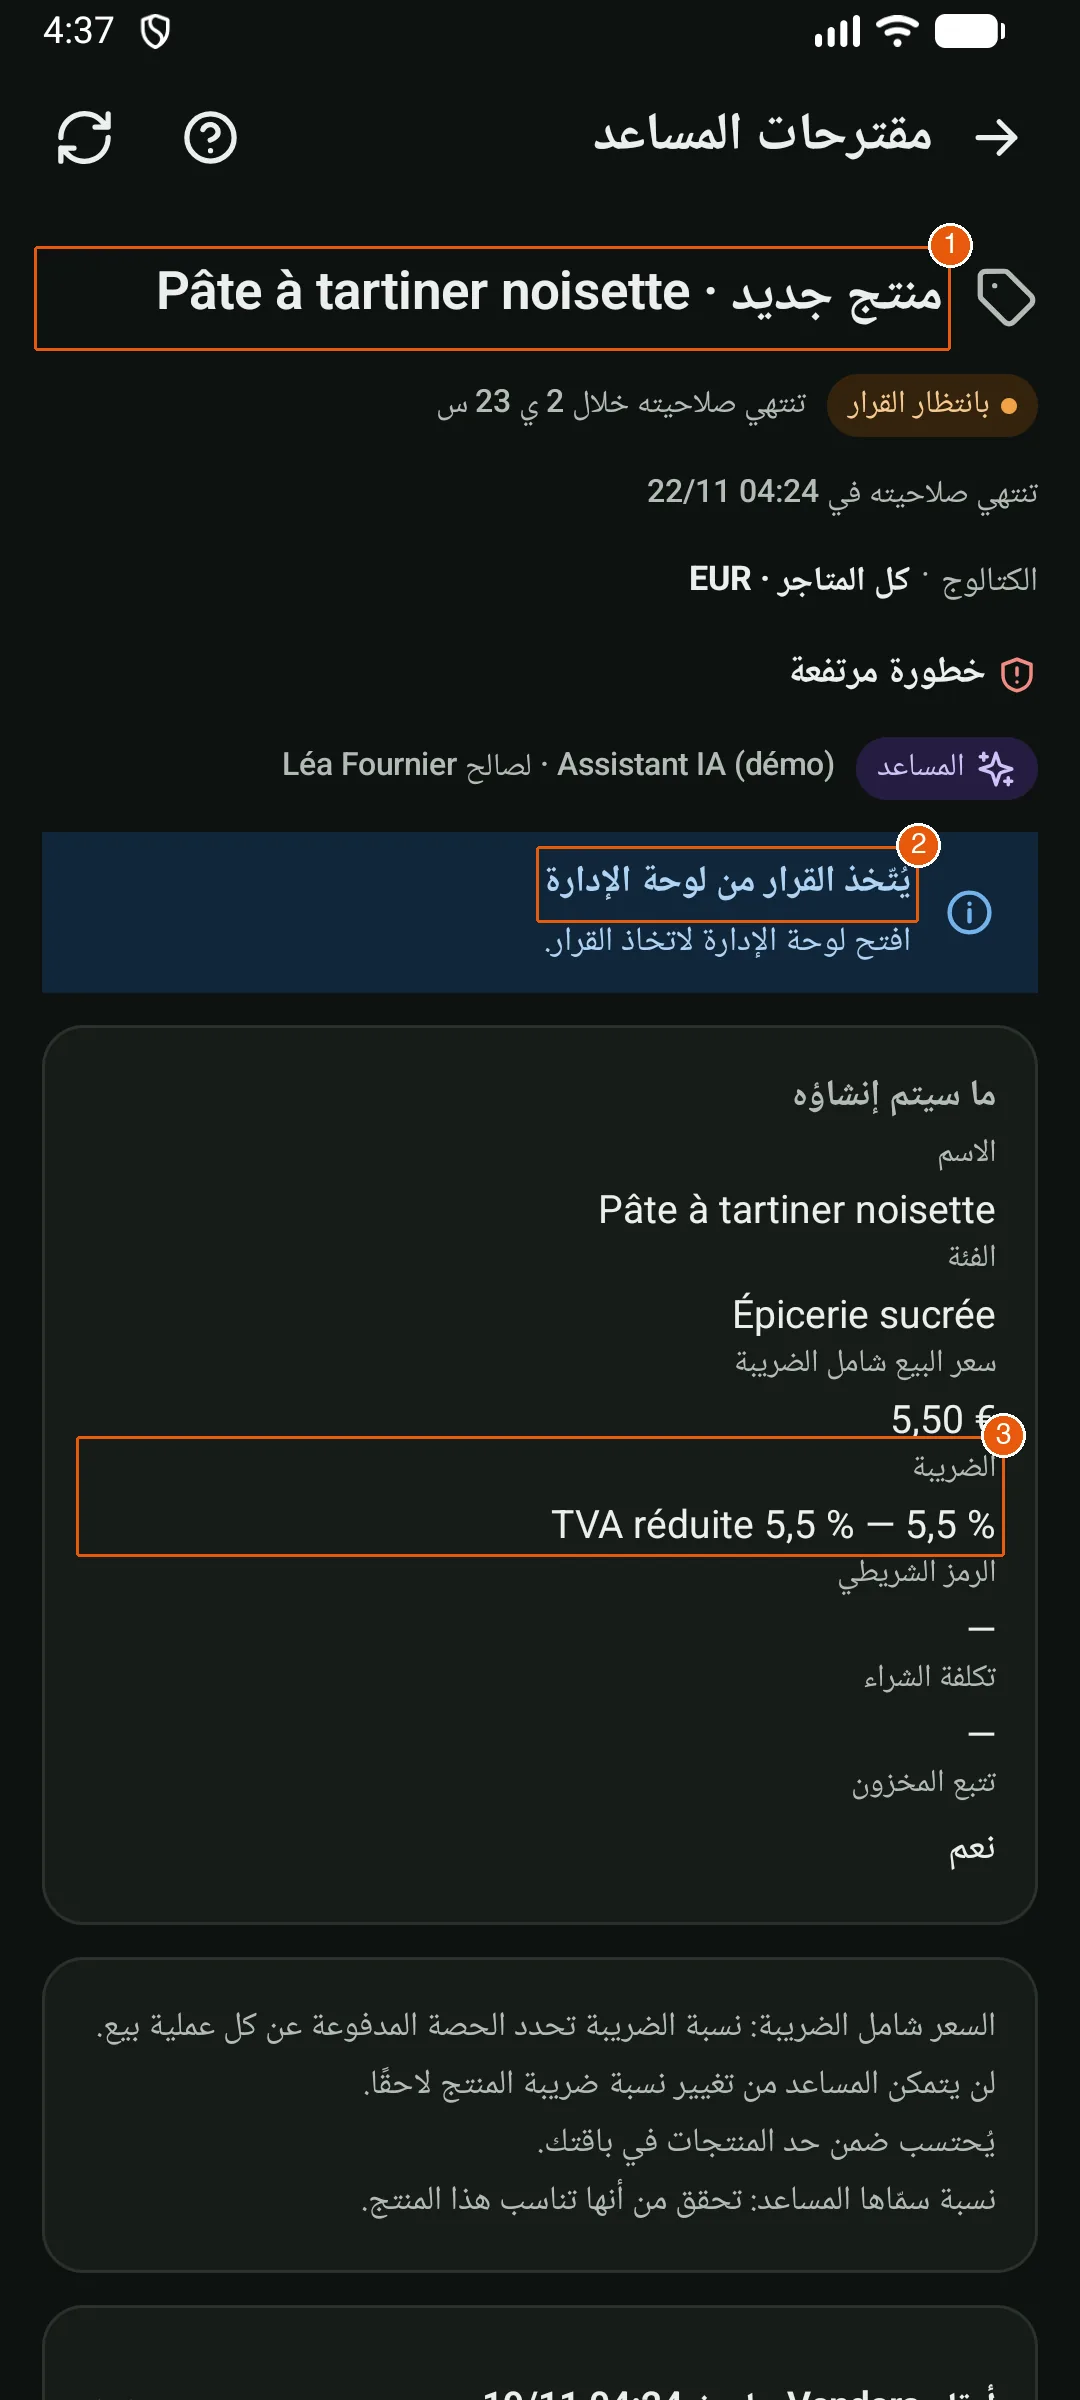 4:37
مقترحات المساعد
1
منتج جديد · Pâte à tartiner noisette
بانتظار القرار
تنتهي صلاحيته خلال 2 ي 23 س
تنتهي صلاحيته في 22/11 04:24
الكتالوج · كل المتاجر · EUR
خطورة مرتفعة
المساعد
Assistant IA (démo) · لصالح Léa Fournier
2
يُتّخذ القرار من لوحة الإدارة
افتح لوحة الإدارة لاتخاذ القرار.
ما سيتم إنشاؤه
الاسم
Pâte à tartiner noisette
الفئة
Épicerie sucrée
سعر البيع شامل الضريبة
5,50 €
3
الضريبة
TVA réduite 5,5 % — 5,5 %
الرمز الشريطي
—
تكلفة الشراء
—
تتبع المخزون
نعم
السعر شامل الضريبة: نسبة الضريبة تحدد الحصة المدفوعة عن كل عملية بيع.
لن يتمكن المساعد من تغيير نسبة ضريبة المنتج لاحقًا.
يُحتسب ضمن حد المنتجات في باقتك.
نسبة سمّاها المساعد: تحقق من أنها تناسب هذا المنتج.